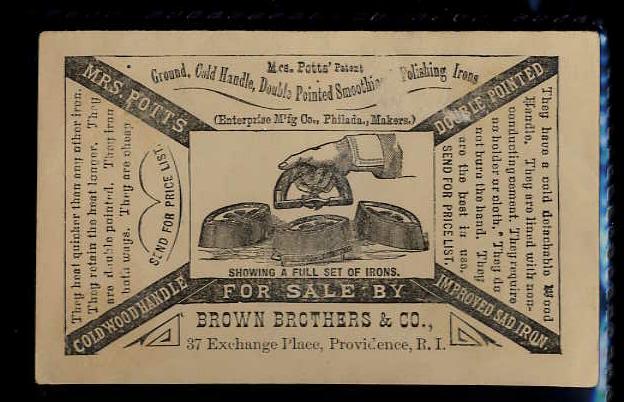 Mrs. Potts' Patent
Ground, Cold Handle, Double Pointed Smoothing Polishing Irons
(Enterprise M'f'g Co., Philada., Makers.)
MRS. POTTS
DOUBLE POINTED
COLD WOOD HANDLE
IMPROVED SAD IRON.
They heat quicker than any other iron.
They retain the heat longer. They
are double pointed. They iron
both ways. They are cheap
SEND FOR PRICE LIST.
They have a cold detachable Wood
Handle. They are lined with non-
conducting cement. They require
no holder or cloth. They do
not burn the hand. They
are the best in use.
SEND FOR PRICE LIST.
SHOWING A FULL SET OF IRONS.
FOR SALE BY
BROWN BROTHERS & CO.,
37 Exchange Place, Providence, R. I.